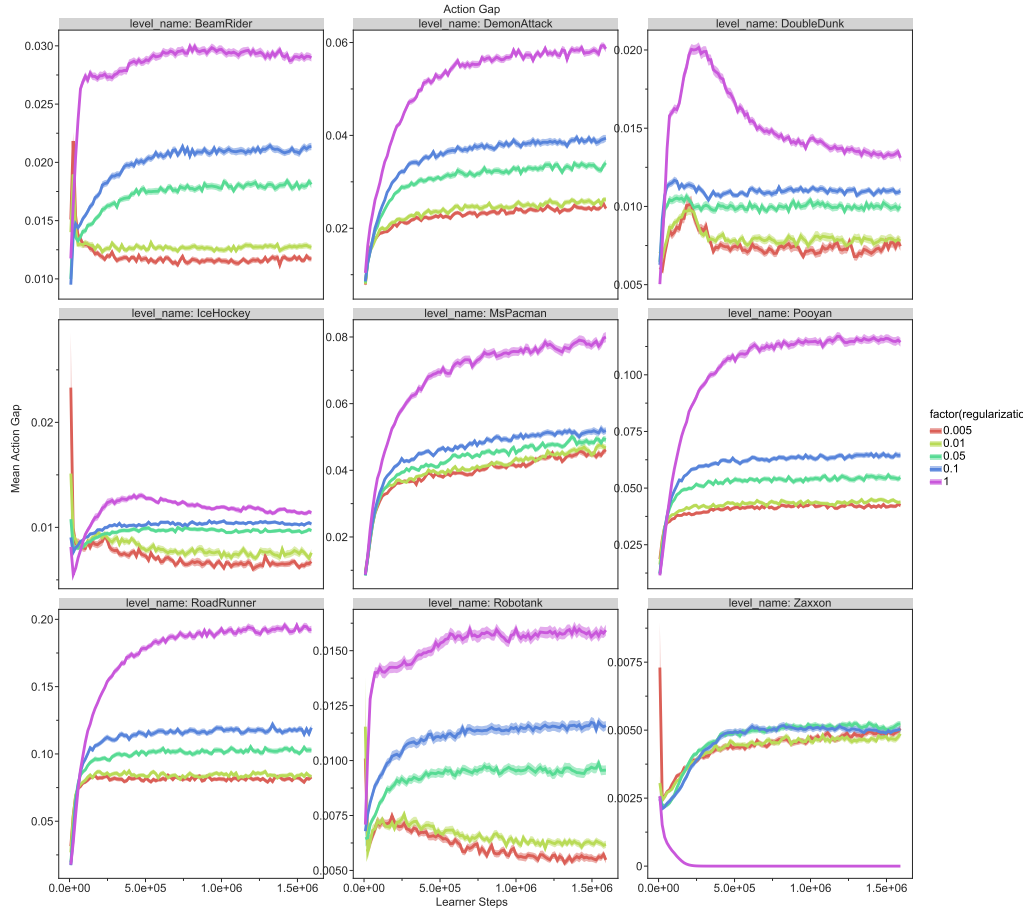 Action Gap
level_name: BeamRider
level_name: DemonAttack
level_name: DoubleDunk
0.030
0.025
0.020
0.015
0.010
0.06
0.04
0.02
0.020
0.015
0.010
0.005
level_name: IceHockey
level_name: MsPacman
level_name: Pooyan
0.02
0.01
0.08
0.06
0.04
0.02
0.100
0.075
0.050
0.025
Mean Action Gap
level_name: RoadRunner
level_name: Robotank
level_name: Zaxxon
0.20
0.15
0.10
0.05
0.0150
0.0125
0.0100
0.0075
0.0050
0.0075
0.0050
0.0025
0
0.0e+00 5.0e+05 1.0e+06 1.5e+06
0.0e+00 5.0e+05 1.0e+06 1.5e+06
0.0e+00 5.0e+05 1.0e+06 1.5e+06
Learner Steps
factor(regularizatic
0.005
0.01
0.05
0.1
1